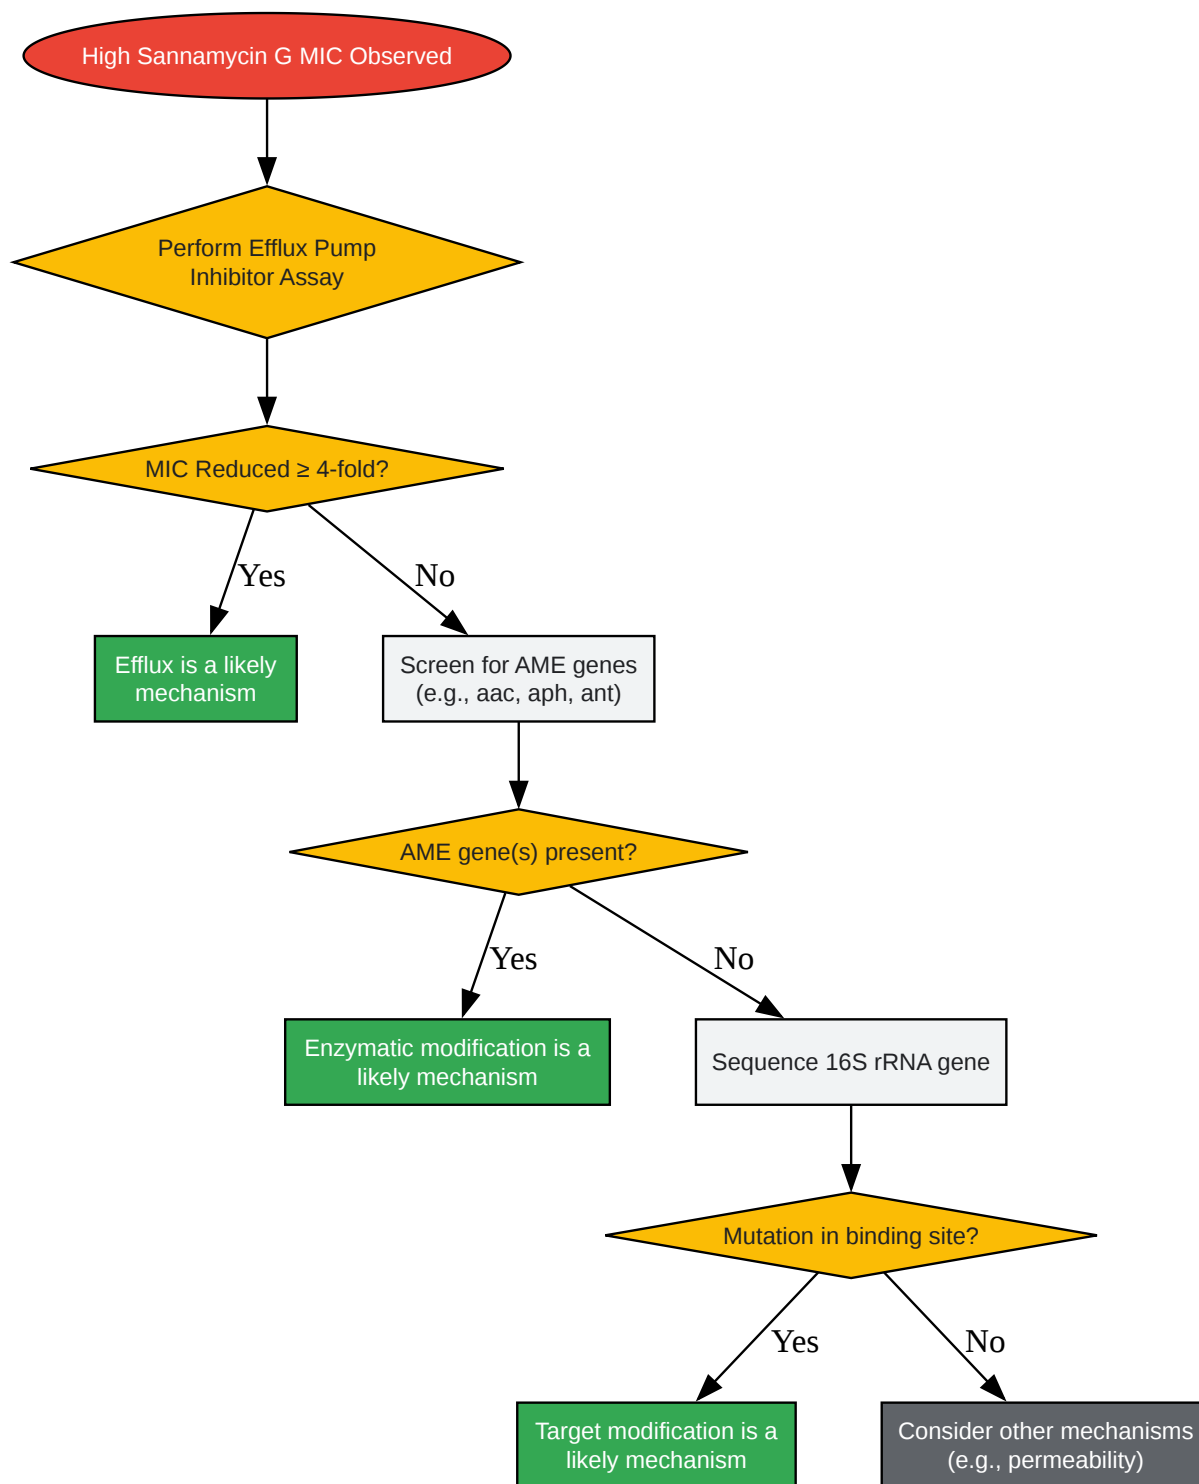 High Sannamycin G MIC Observed
Perform Efflux Pump
Inhibitor Assay
MIC Reduced ≥ 4-fold?
Yes
No
Efflux is a likely
mechanism
Screen for AME genes
(e.g., aac, aph, ant)
AME gene(s) present?
Yes
No
Enzymatic modification is a
likely mechanism
Sequence 16S rRNA gene
Mutation in binding site?
Yes
No
Target modification is a
likely mechanism
Consider other mechanisms
(e.g., permeability)